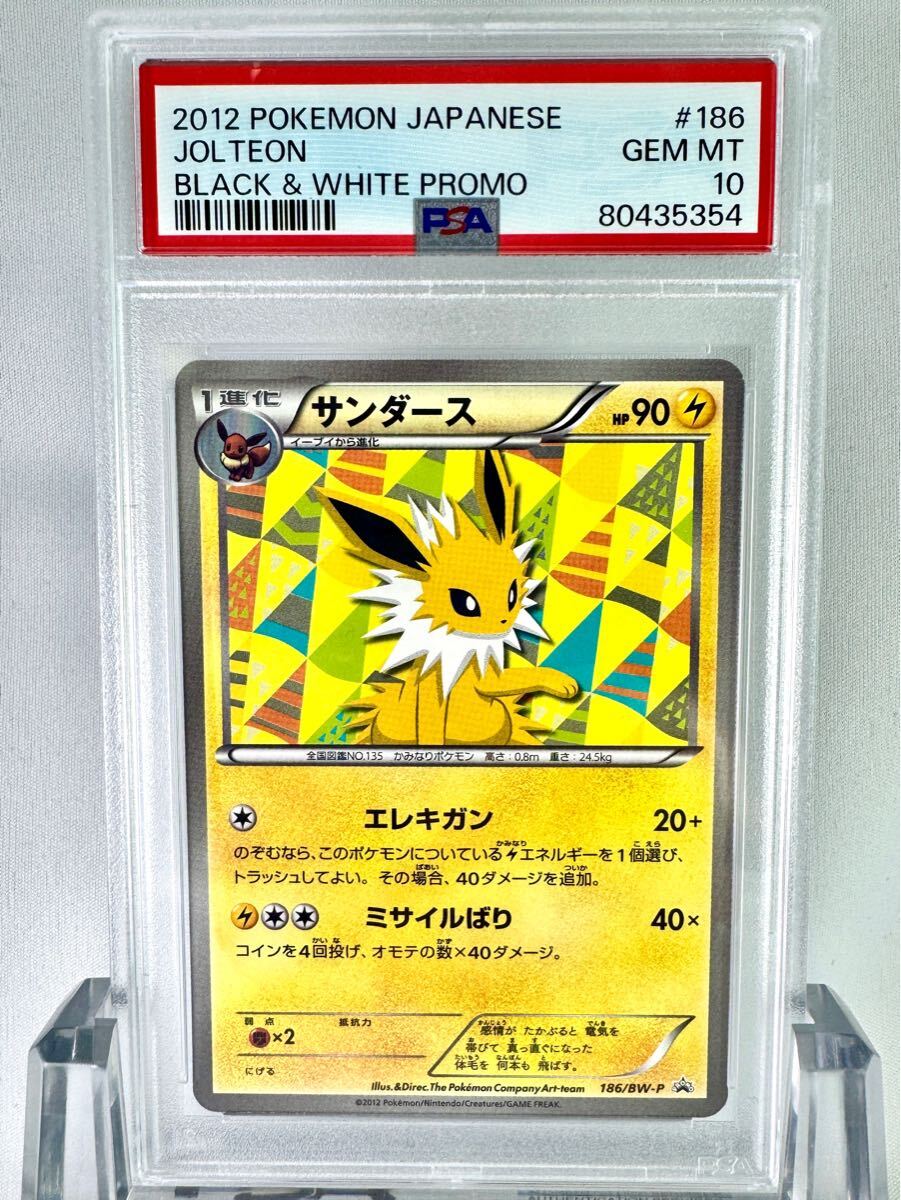 2012 POKEMON JAPANESE #186
JOLTEON GEM MT
BLACK & WHITE PROMO 10
PSA 80435354
1進化 サンダース HP90
イーブイから進化
全国図鑑NO.135 かみなりポケモン 高さ：0.8m 重さ：24.5kg
エレキガン 20+
のぞむなら、このポケモンについているエネルギーを1個選び、
トラッシュしてよい。その場合、40ダメージを追加。
ミサイルばり 40×
コインを4回投げ、オモテの数×40ダメージ。
弱点 抵抗力
×2
にげる
感情が たかぶると 電気を
帯びて 真っ直ぐになった
体毛を 何本も 飛ばす。
Illus.&Direc.The Pokémon Company Art-team 186/BW-P
©2012 Pokémon/Nintendo/Creatures/GAME FREAK.
PSA